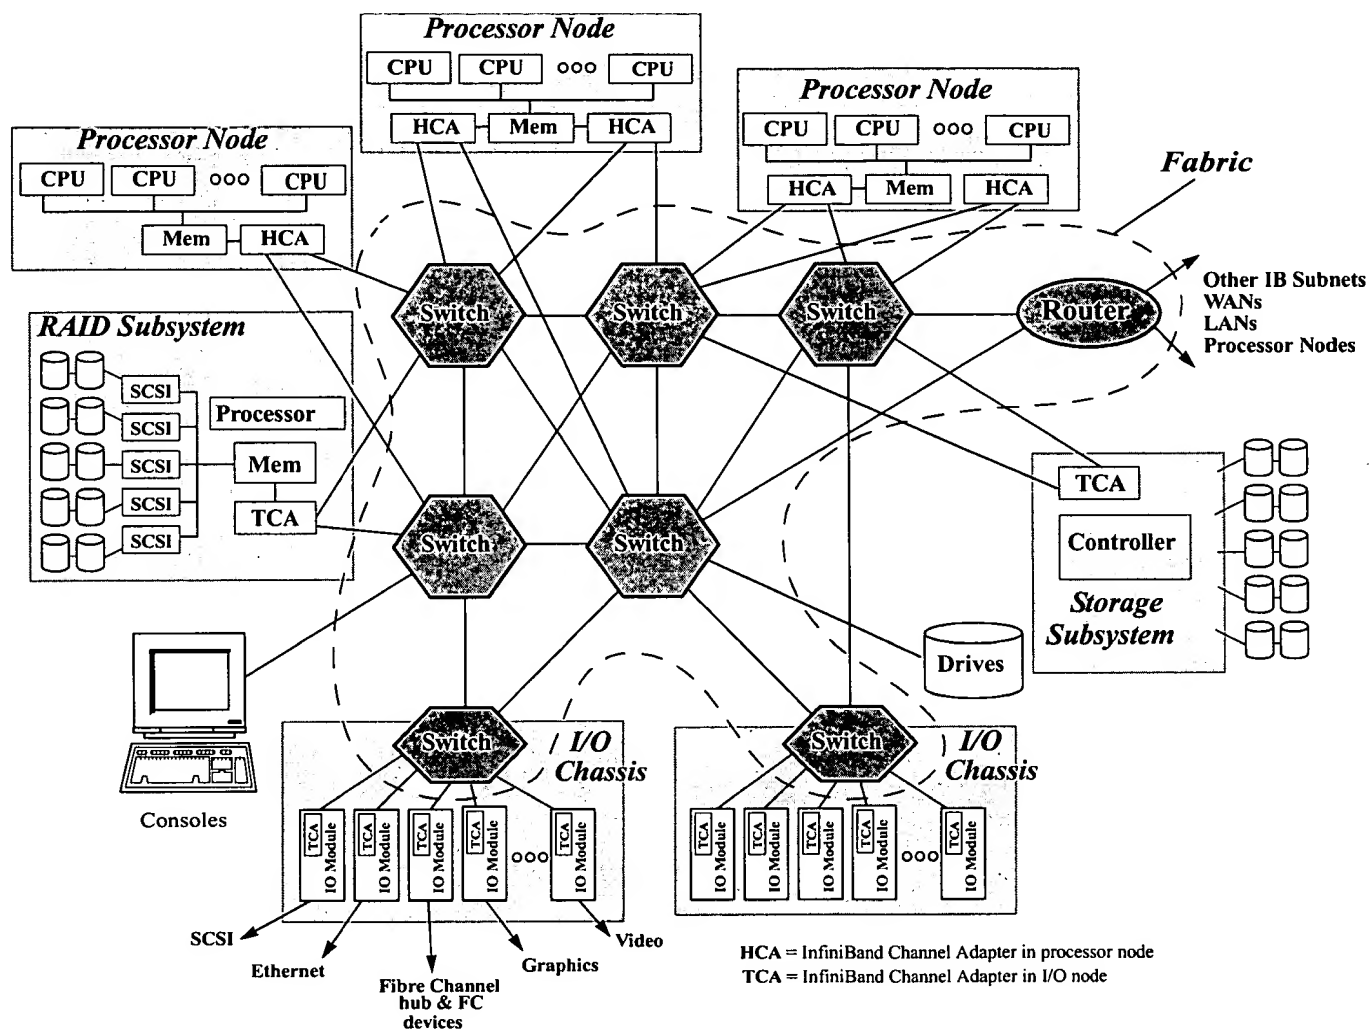 Processor Node
CPU CPU ooo CPU
HCA Mem HCA
Processor Node
CPU CPU ooo CPU
HCA Mem HCA
Processor Node
CPU CPU ooo CPU
Mem HCA
Fabric
Switch Switch Switch Router
Other IB Subnets
WANs
LANs
Processor Nodes
RAID Subsystem
SCSI
SCSI
SCSI
SCSI
SCSI
Processor
Mem
TCA
Switch Switch
TCA
Controller
Storage
Subsystem
Drives
Consoles
Switch
I/O
Chassis
TCA IO Module
TCA IO Module
TCA IO Module
TCA IO Module
ooo
TCA IO Module
Switch
I/O
Chassis
TCA IO Module
TCA IO Module
TCA IO Module
TCA IO Module
ooo
TCA IO Module
SCSI
Ethernet
Fibre Channel
hub & FC
devices
Graphics
Video
HCA = InfiniBand Channel Adapter in processor node
TCA = InfiniBand Channel Adapter in I/O node